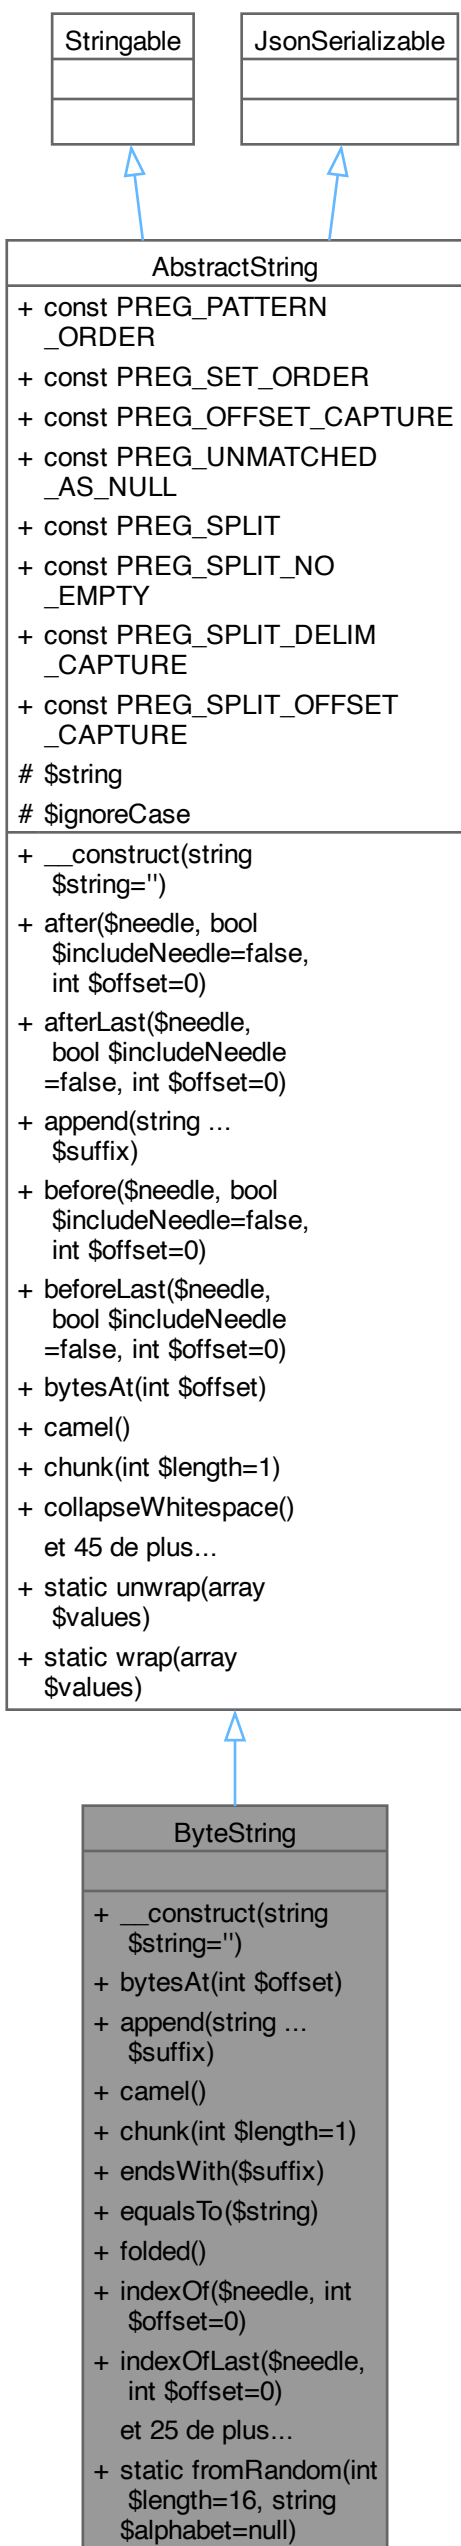 Stringable
JsonSerializable
AbstractString
+ const PREG_PATTERN
_ORDER
+ const PREG_SET_ORDER
+ const PREG_OFFSET_CAPTURE
+ const PREG_UNMATCHED
_AS_NULL
+ const PREG_SPLIT
+ const PREG_SPLIT_NO
_EMPTY
+ const PREG_SPLIT_DELIM
_CAPTURE
+ const PREG_SPLIT_OFFSET
_CAPTURE
# $string
# $ignoreCase
+ __construct(string
$string='')
+ after($needle, bool
$includeNeedle=false,
int $offset=0)
+ afterLast($needle,
bool $includeNeedle
=false, int $offset=0)
+ append(string ...
$suffix)
+ before($needle, bool
$includeNeedle=false,
int $offset=0)
+ beforeLast($needle,
bool $includeNeedle
=false, int $offset=0)
+ bytesAt(int $offset)
+ camel()
+ chunk(int $length=1)
+ collapseWhitespace()
et 45 de plus...
+ static unwrap(array
$values)
+ static wrap(array
$values)
ByteString
+ __construct(string
$string='')
+ bytesAt(int $offset)
+ append(string ...
$suffix)
+ camel()
+ chunk(int $length=1)
+ endsWith($suffix)
+ equalsTo($string)
+ folded()
+ indexOf($needle, int
$offset=0)
+ indexOfLast($needle,
int $offset=0)
et 25 de plus...
+ static fromRandom(int
$length=16, string
$alphabet=null)